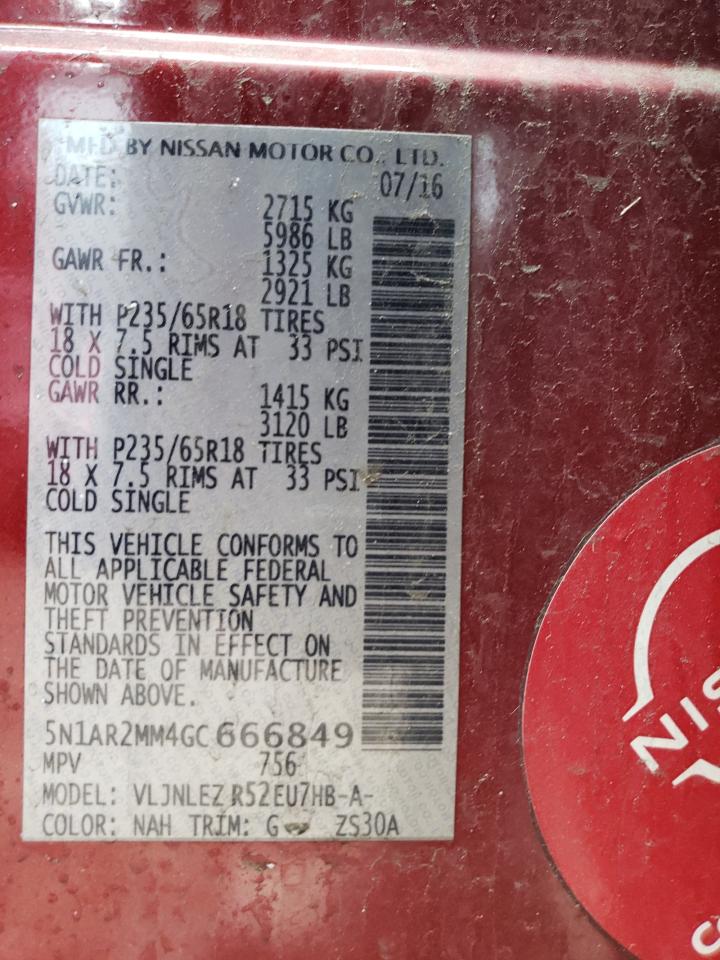 MFD BY NISSAN MOTOR CO., LTD.
DATE: 07/16
GVWR: 2715 KG
5986 LB
GAWR FR.: 1325 KG
2921 LB
WITH P235/65R18 TIRES
18 X 7.5 RIMS AT 33 PSI
COLD SINGLE
GAWR RR.: 1415 KG
3120 LB
WITH P235/65R18 TIRES
18 X 7.5 RIMS AT 33 PSI
COLD SINGLE
THIS VEHICLE CONFORMS TO
ALL APPLICABLE FEDERAL
MOTOR VEHICLE SAFETY AND
THEFT PREVENTION
STANDARDS IN EFFECT ON
THE DATE OF MANUFACTURE
SHOWN ABOVE.
5N1AR2MM4GC666849
MPV 756
MODEL: VLJNLEZ R52EU7HB-A-
COLOR: NAH TRIM: G ZS30A
NIS